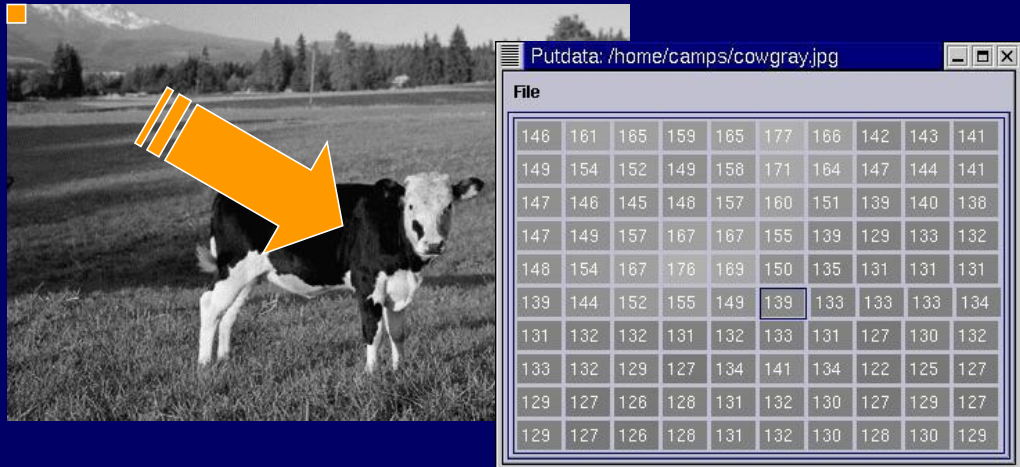 Putdata: /home/camps/cowgray.jpg
File
146 161 165 159 165 177 166 142 143 141
149 154 152 149 158 171 164 147 144 141
147 146 145 148 157 160 151 139 140 138
147 149 157 167 167 155 139 129 133 132
148 154 167 176 169 150 135 131 131 131
139 144 152 155 149 139 133 133 133 134
131 132 132 131 132 133 131 127 130 132
133 132 129 127 134 141 134 122 125 127
129 127 126 128 131 132 130 127 129 127
129 127 126 128 131 132 130 128 130 129